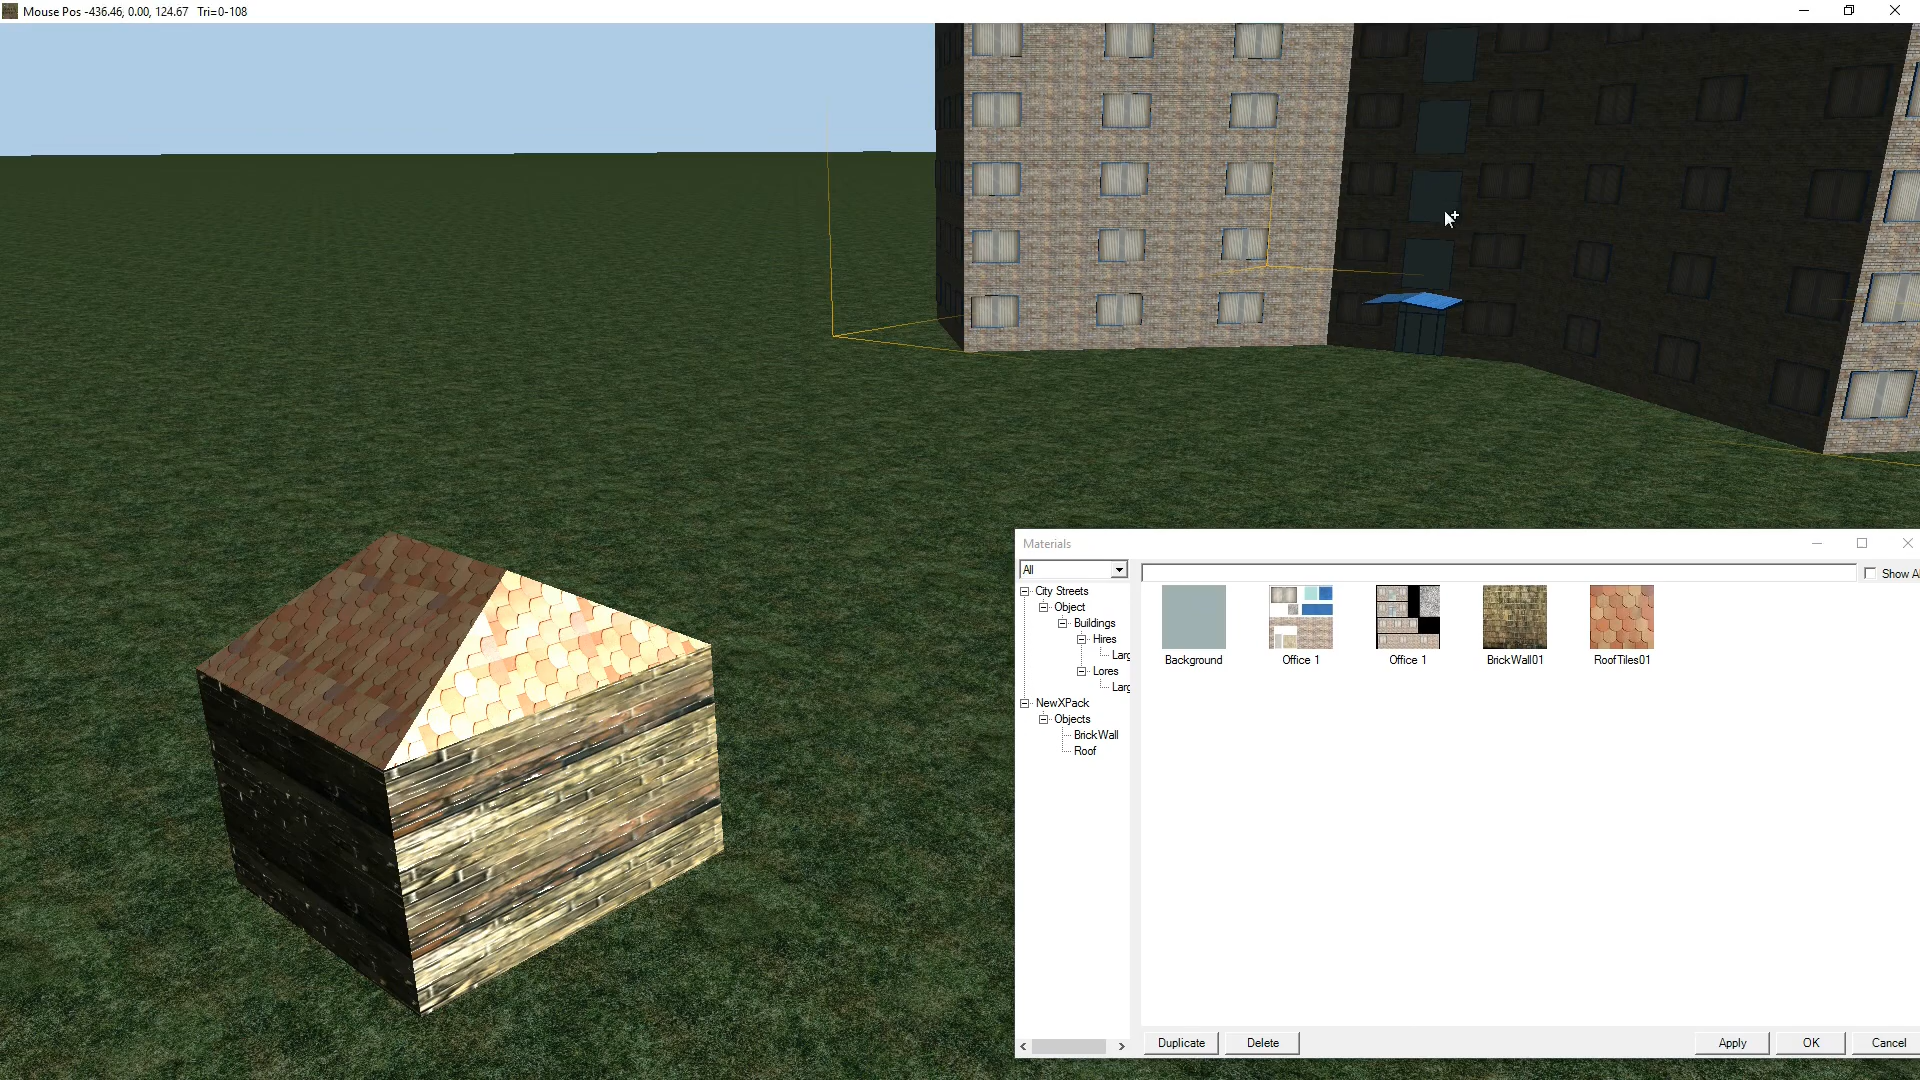 Mouse Pos -436.46, 0.00, 124.67 Tri=0-108
Materials
All
Show Al
City Streets
Object
Buildings
Hires
Larg
Lores
Larg
NewXPack
Objects
BrickWall
Roof
Background
Office 1
Office 1
BrickWall01
RoofTiles01
Duplicate
Delete
Apply
OK
Cancel